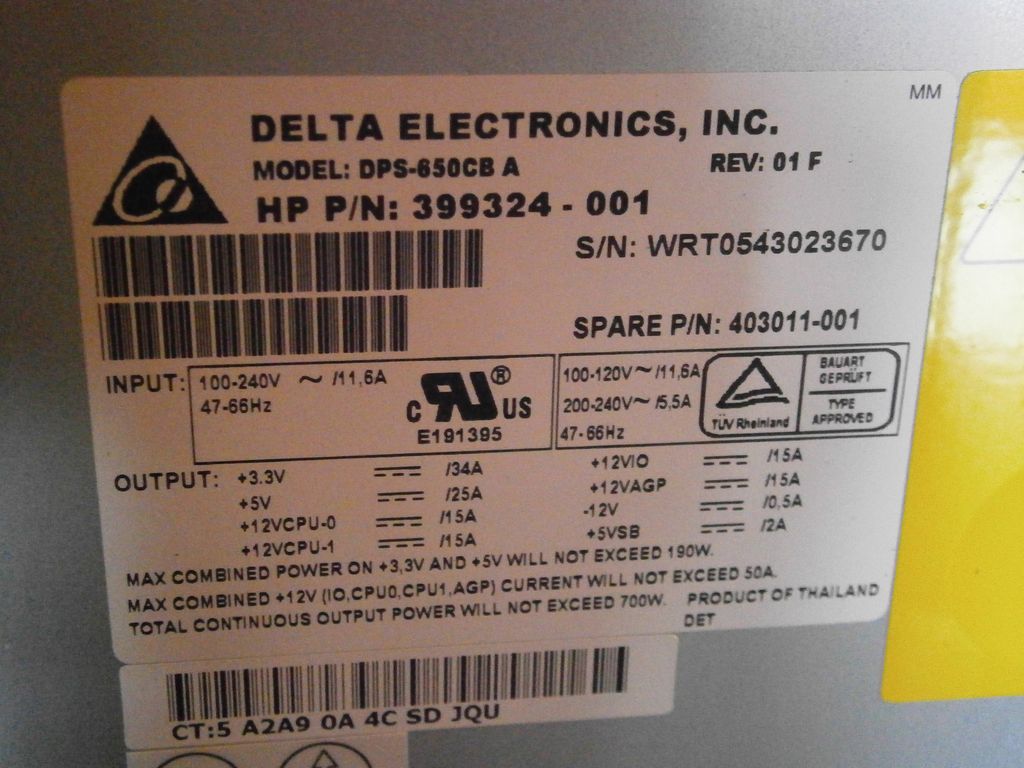 MM
DELTA ELECTRONICS, INC.
MODEL: DPS-650CB A REV: 01 F
HP P/N: 399324 - 001
S/N: WRT0543023670
SPARE P/N: 403011-001
INPUT: 100-240V ~ /11,6A
47-66Hz
c RU ® US
E191395
100-120V~ /11,6A
200-240V~ /5,5A
47-66Hz
TÜV Rheinland
BAUART
GEPRÜFT
TYPE
APPROVED
OUTPUT: +3.3V /34A
+5V /25A
+12VCPU-0 /15A
+12VCPU-1 /15A
+12VIO /15A
+12VAGP /15A
-12V /0,5A
+5VSB /2A
MAX COMBINED POWER ON +3,3V AND +5V WILL NOT EXCEED 190W.
MAX COMBINED +12V (IO,CPU0,CPU1,AGP) CURRENT WILL NOT EXCEED 50A.
TOTAL CONTINUOUS OUTPUT POWER WILL NOT EXCEED 700W. PRODUCT OF THAILAND
DET
CT:5 A2A9 0A 4C SD JQU